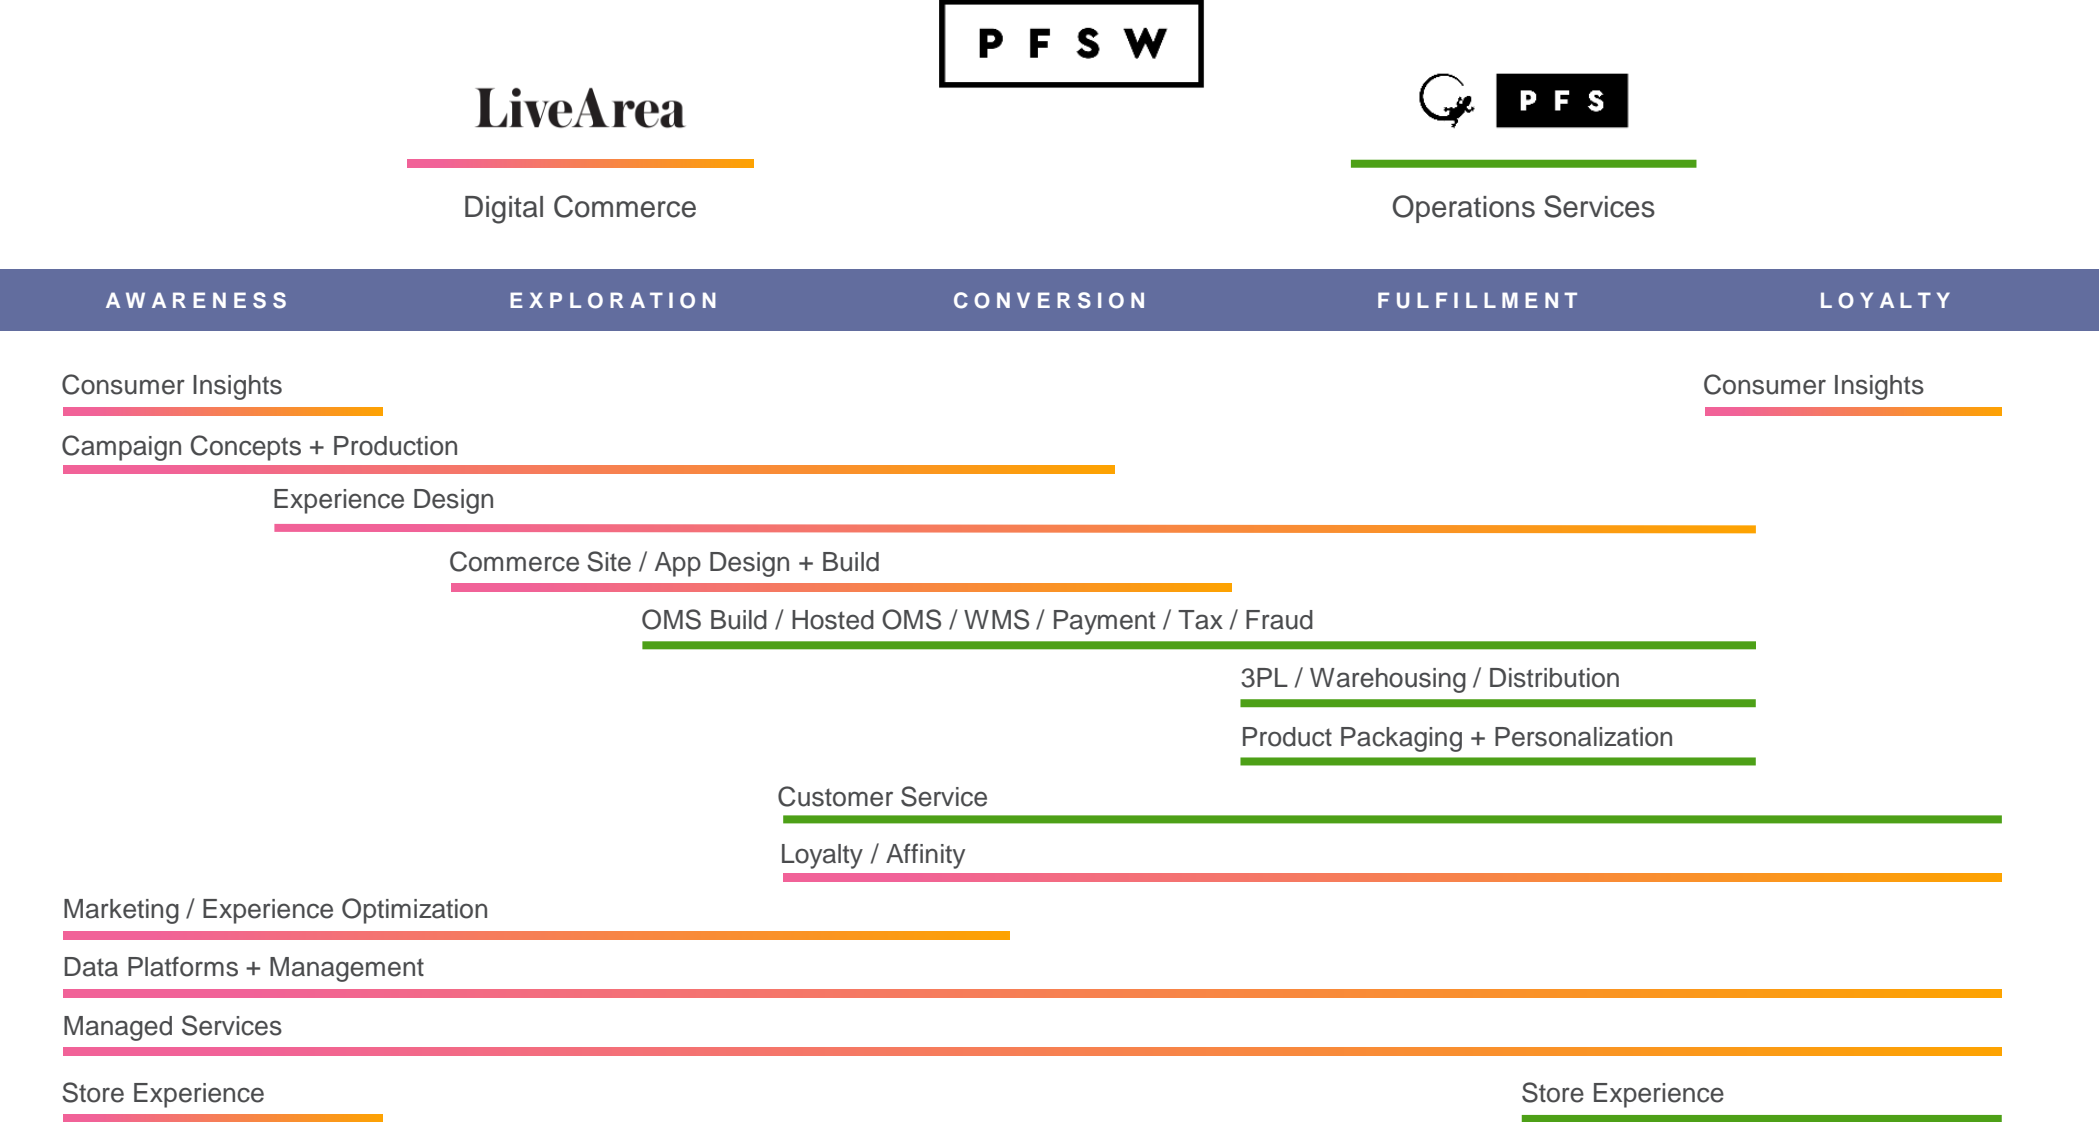 PFSW
LiveArea
PFS
Digital Commerce
Operations Services
AWARENESS EXPLORATION CONVERSION FULFILLMENT LOYALTY
Consumer Insights Consumer Insights
Campaign Concepts + Production
Experience Design
Commerce Site / App Design + Build
OMS Build / Hosted OMS / WMS / Payment / Tax / Fraud
3PL / Warehousing / Distribution
Product Packaging + Personalization
Customer Service
Loyalty / Affinity
Marketing / Experience Optimization
Data Platforms + Management
Managed Services
Store Experience Store Experience